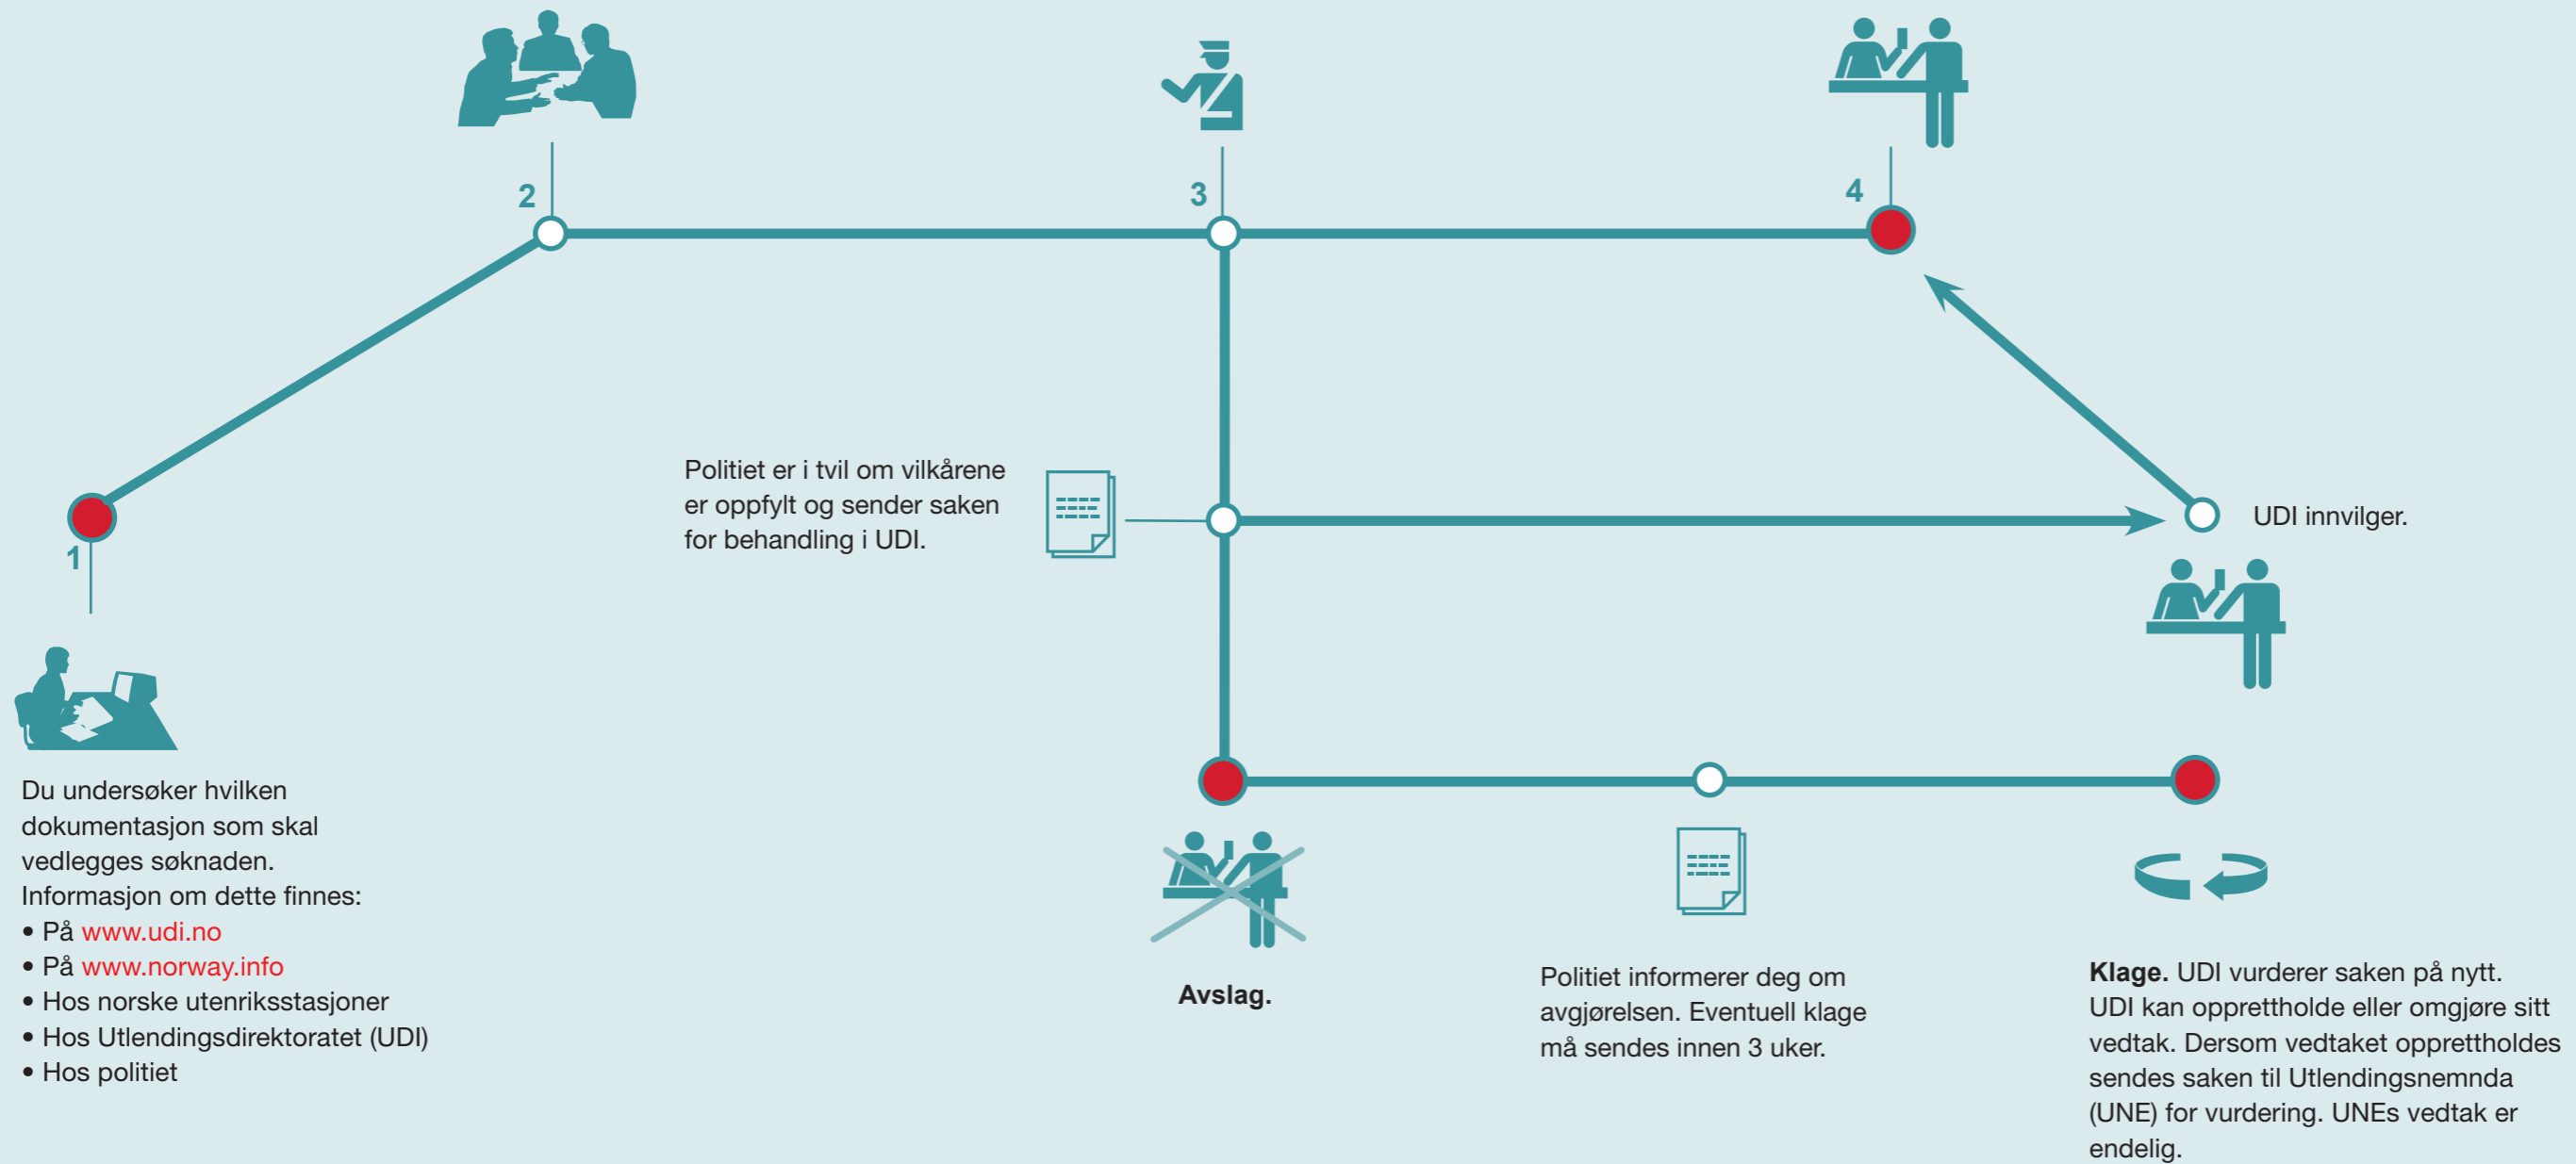 2
3
4
1
Politiet er i tvil om vilkårene
er oppfylt og sender saken
for behandling i UDI.
UDI innvilger.
Du undersøker hvilken
dokumentasjon som skal
vedlegges søknaden.
Informasjon om dette finnes:
• På www.udi.no
• På www.norway.info
• Hos norske utenriksstasjoner
• Hos Utlendingsdirektoratet (UDI)
• Hos politiet
Avslag.
Politiet informerer deg om
avgjørelsen. Eventuell klage
må sendes innen 3 uker.
Klage. UDI vurderer saken på nytt.
UDI kan opprettholde eller omgjøre sitt
vedtak. Dersom vedtaket opprettholdes
sendes saken til Utlendingsnemnda
(UNE) for vurdering. UNEs vedtak er
endelig.